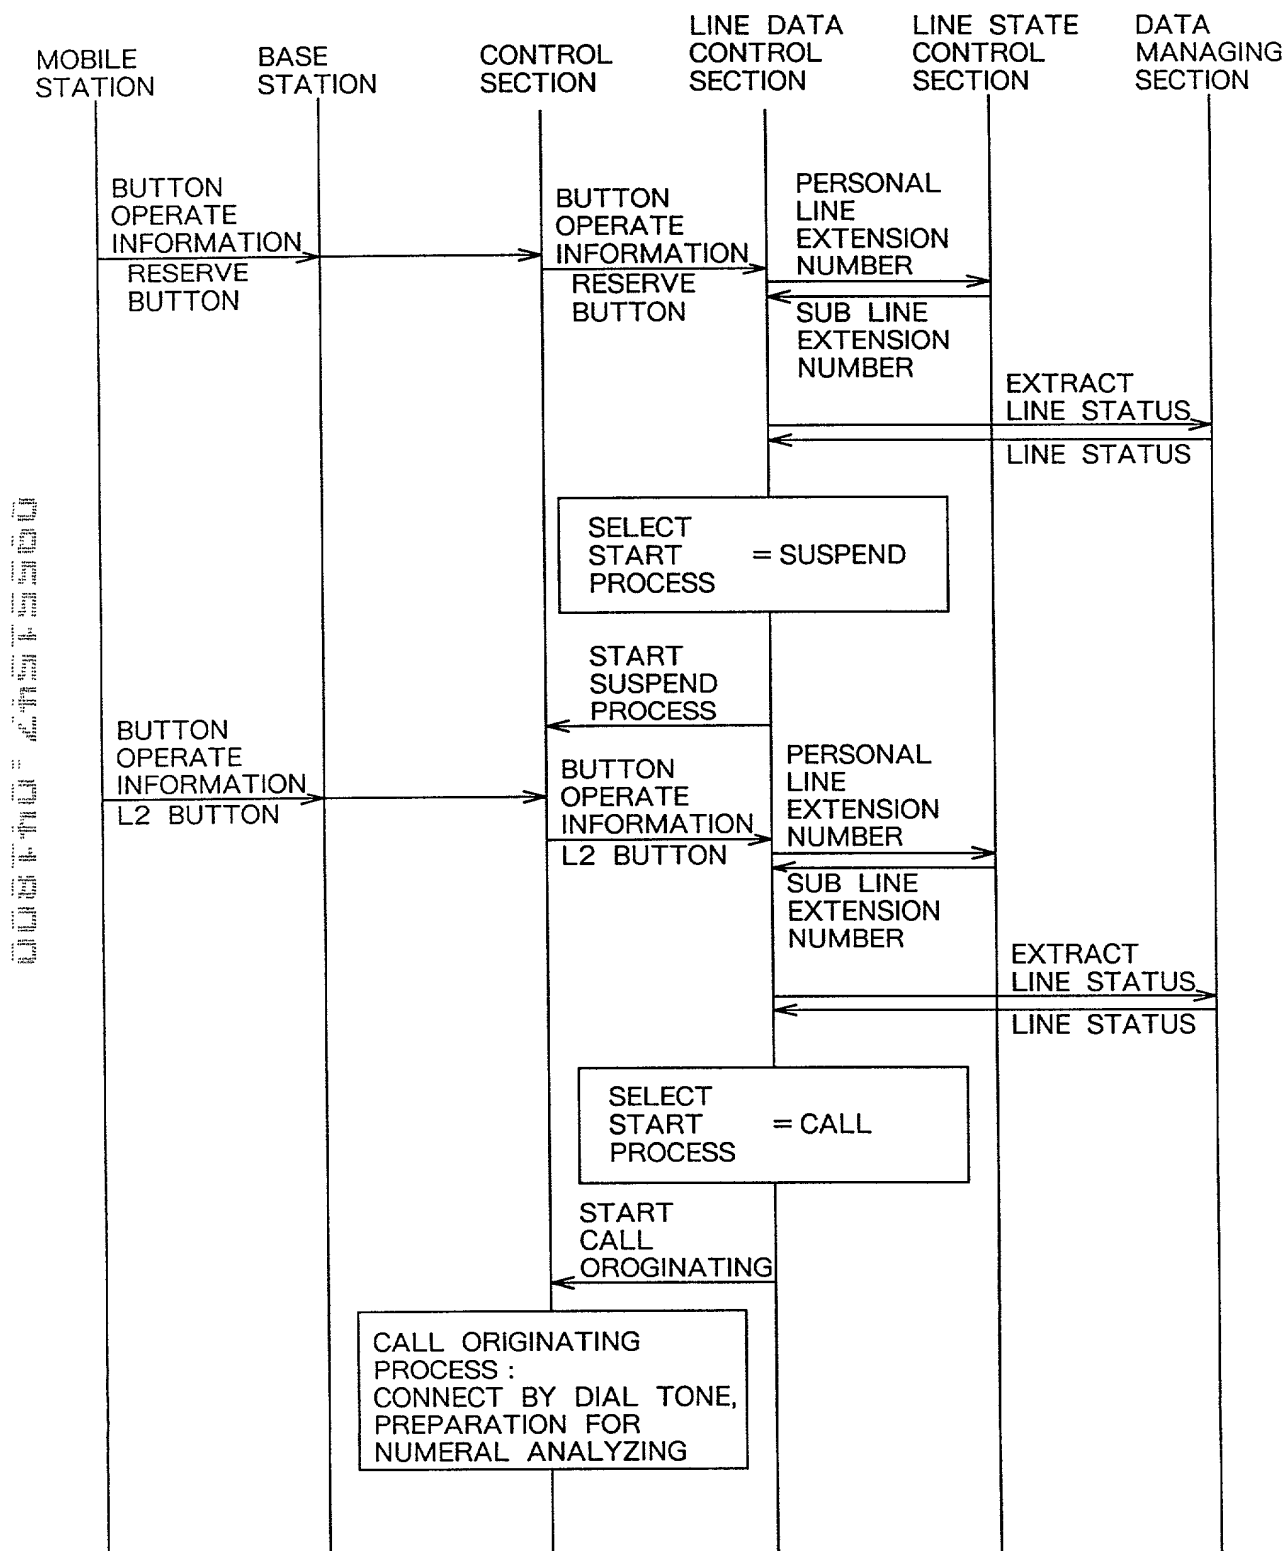 MOBILE
STATION
BASE
STATION
CONTROL
SECTION
LINE DATA
CONTROL
SECTION
LINE STATE
CONTROL
SECTION
DATA
MANAGING
SECTION
BUTTON
OPERATE
INFORMATION
RESERVE
BUTTON
BUTTON
OPERATE
INFORMATION
RESERVE
BUTTON
PERSONAL
LINE
EXTENSION
NUMBER
SUB LINE
EXTENSION
NUMBER
EXTRACT
LINE STATUS
LINE STATUS
SELECT
START = SUSPEND
PROCESS
START
SUSPEND
PROCESS
BUTTON
OPERATE
INFORMATION
L2 BUTTON
BUTTON
OPERATE
INFORMATION
L2 BUTTON
PERSONAL
LINE
EXTENSION
NUMBER
SUB LINE
EXTENSION
NUMBER
EXTRACT
LINE STATUS
LINE STATUS
SELECT
START = CALL
PROCESS
START
CALL
OROGINATING
CALL ORIGINATING
PROCESS :
CONNECT BY DIAL TONE,
PREPARATION FOR
NUMERAL ANALYZING